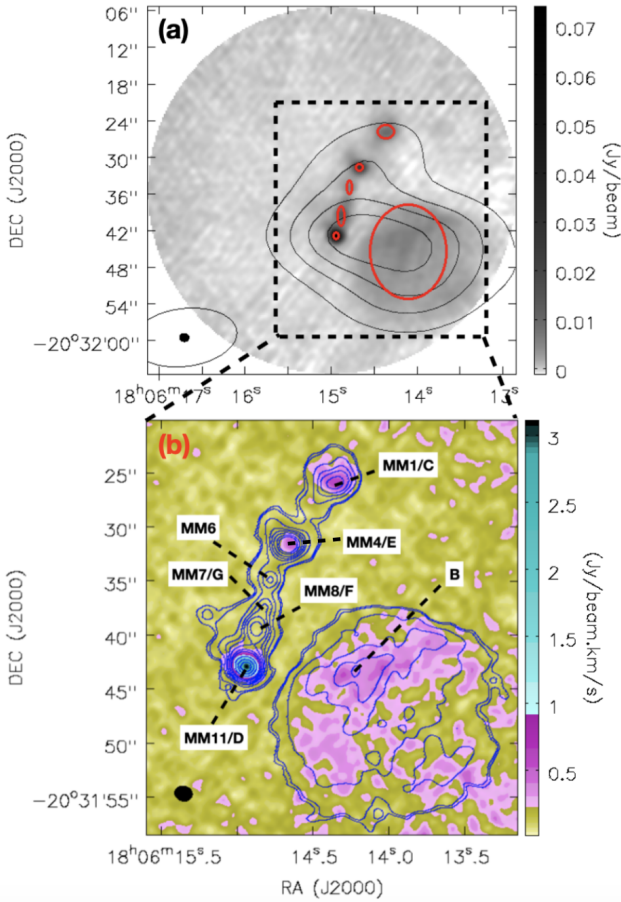 (a)
06"
12"
18"
24"
30"
36"
42"
48"
54"
−20°32'00"
DEC (J2000)
18ʰ06ᵐ17ˢ
16ˢ
15ˢ
14ˢ
13ˢ
0.07
0.06
0.05
0.04
0.03
0.02
0.01
0
(Jy/beam)
(b)
25"
30"
35"
40"
45"
50"
−20°31'55"
DEC (J2000)
MM1/C
MM6
MM4/E
MM7/G
MM8/F
B
MM11/D
3
2.5
2
1.5
1
0.5
(Jy/beam.km/s)
18ʰ06ᵐ15ˢ.5
14ˢ.5
14ˢ.0
13ˢ.5
RA (J2000)